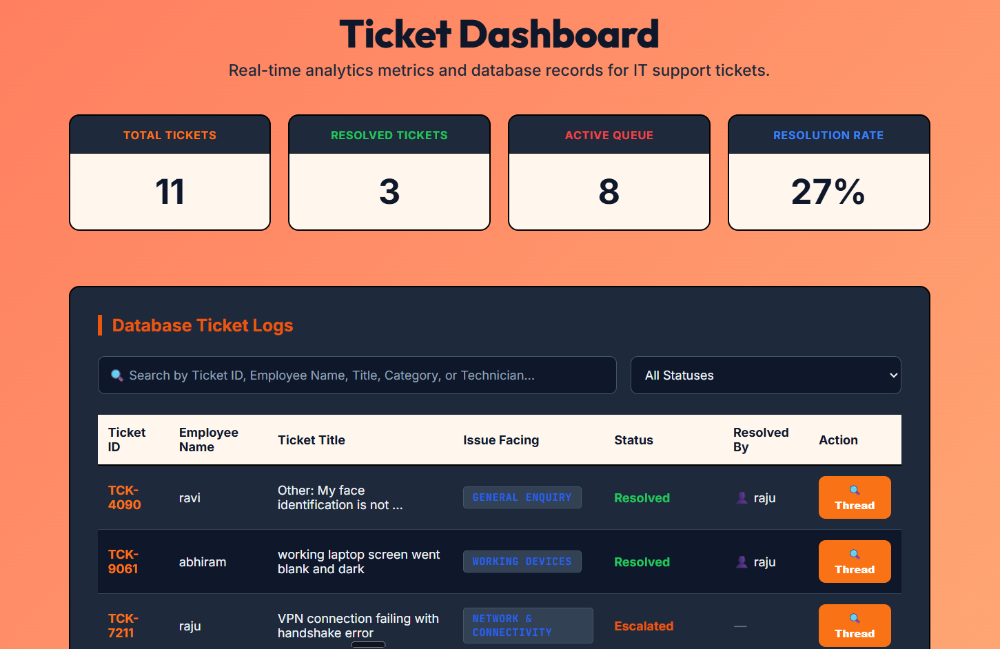 Ticket Dashboard
Real-time analytics metrics and database records for IT support tickets.
TOTAL TICKETS
RESOLVED TICKETS
ACTIVE QUEUE
RESOLUTION RATE
11
3
8
27%
Database Ticket Logs
Search by Ticket ID, Employee Name, Title, Category, or Technician...
All Statuses
Ticket ID
Employee Name
Ticket Title
Issue Facing
Status
Resolved By
Action
TCK-
4090
ravi
Other: My face
identification is not ...
GENERAL ENQUIRY
Resolved
raju
Thread
TCK-
9061
abhiram
working laptop screen went
blank and dark
WORKING DEVICES
Resolved
raju
Thread
TCK-
7211
raju
VPN connection failing with
handshake error
NETWORK &
CONNECTIVITY
Escalated
—
Thread